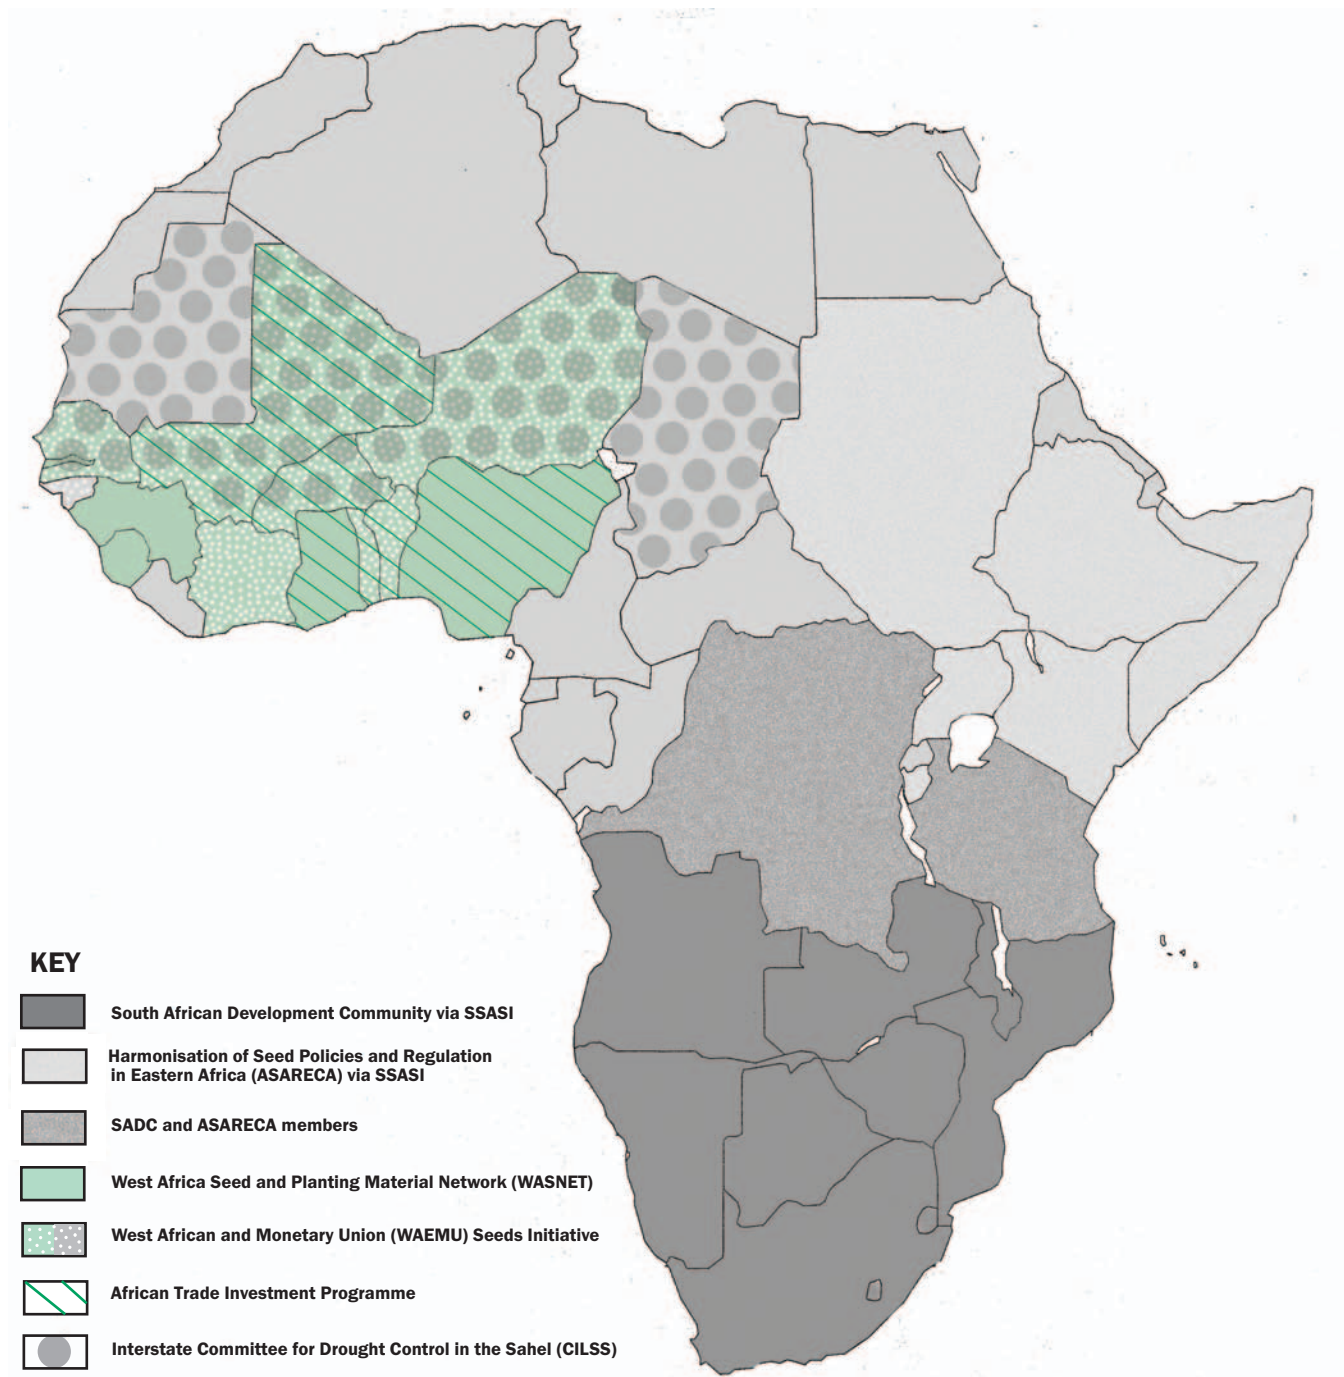 KEY
South African Development Community via SSASI
Harmonisation of Seed Policies and Regulation
in Eastern Africa (ASARECA) via SSASI
SADC and ASARECA members
West Africa Seed and Planting Material Network (WASNET)
West African and Monetary Union (WAEMU) Seeds Initiative
African Trade Investment Programme
Interstate Committee for Drought Control in the Sahel (CILSS)